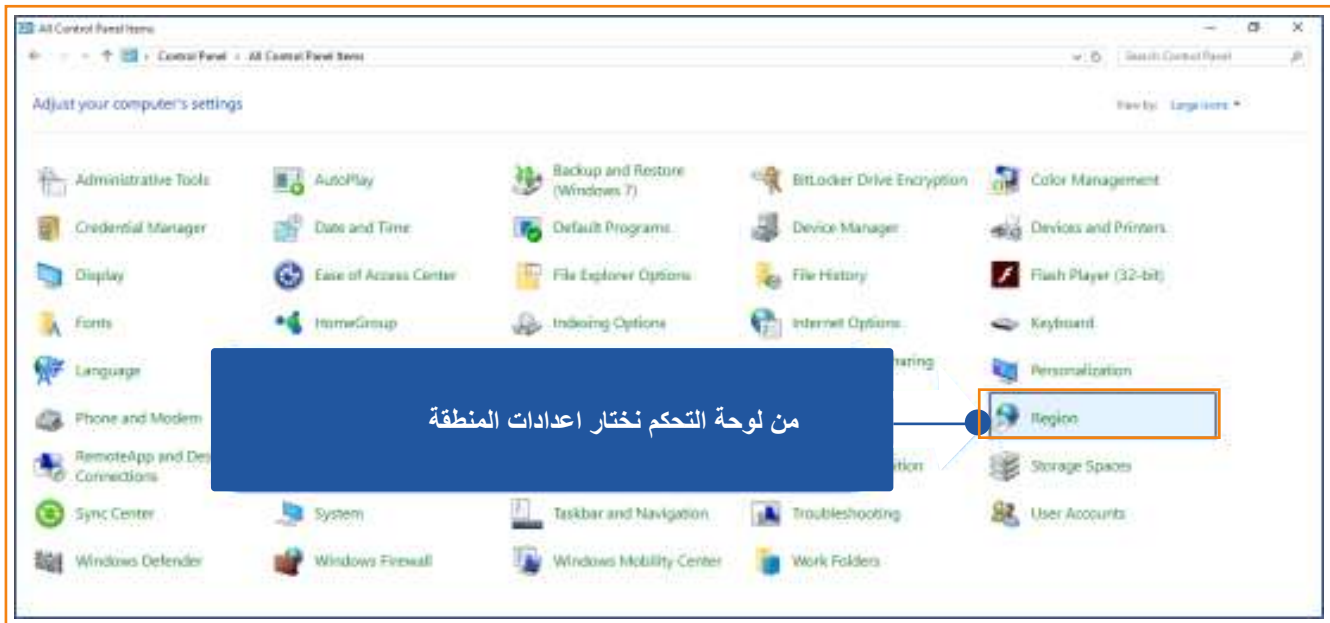 All Control Panel Items
Control Panel
All Control Panel Items
Search Control Panel
Adjust your computer's settings
View by: Large icons
Administrative Tools
AutoPlay
Backup and Restore
(Windows 7)
BitLocker Drive Encryption
Color Management
Credential Manager
Date and Time
Default Programs
Device Manager
Devices and Printers
Display
Ease of Access Center
File Explorer Options
File History
Flash Player (32-bit)
Fonts
HomeGroup
Indexing Options
Internet Options
Keyboard
Language
haring
Personalization
من لوحة التحكم نختار اعدادات المنطقة
Phone and Modem
Region
RemoteApp and Des
Connections
ition
Storage Spaces
Sync Center
System
Taskbar and Navigation
Troubleshooting
User Accounts
Windows Defender
Windows Firewall
Windows Mobility Center
Work Folders